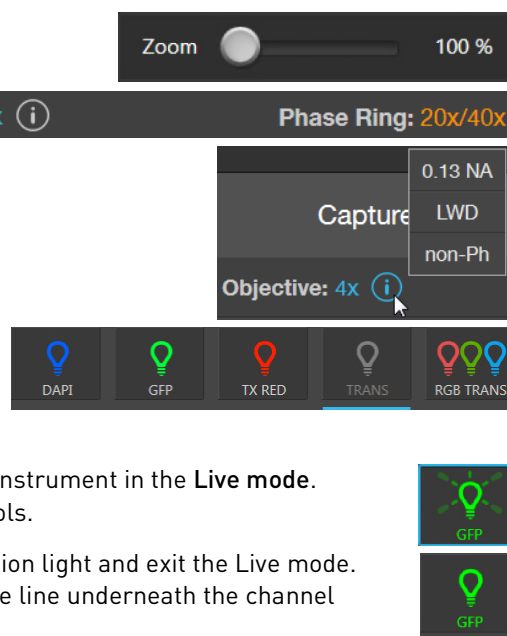 Zoom 100 %
Phase Ring: 20x/40x
0.13 NA
Capture LWD
non-Ph
Objective: 4x
DAPI GFP TX RED TRANS RGB TRANS
nstrument in the Live mode.
ols.
GFP
ion light and exit the Live mode.
e line underneath the channel
GFP